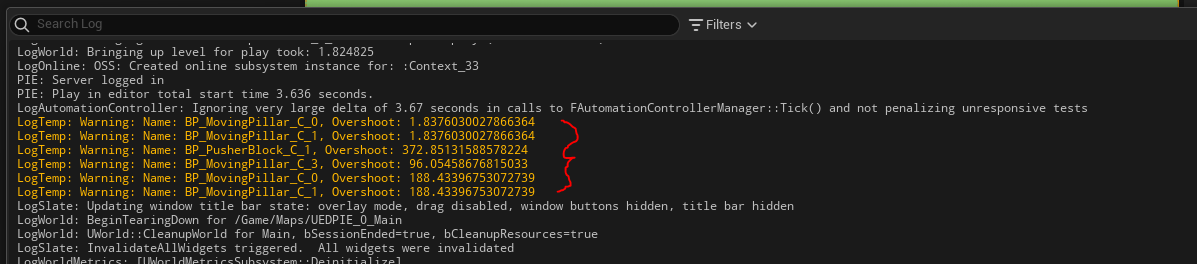 Search Log
Filters
LogWorld: Bringing up level for play took: 1.824825
LogOnline: OSS: Created online subsystem instance for: :Context_33
PIE: Server logged in
PIE: Play in editor total start time 3.636 seconds.
LogAutomationController: Ignoring very large delta of 3.67 seconds in calls to FAutomationControllerManager::Tick() and not penalizing unresponsive tests
LogTemp: Warning: Name: BP_MovingPillar_C_0, Overshoot: 1.8376030027866364
LogTemp: Warning: Name: BP_MovingPillar_C_1, Overshoot: 1.8376030027866364
LogTemp: Warning: Name: BP_PusherBlock_C_1, Overshoot: 372.85131588578224
LogTemp: Warning: Name: BP_MovingPillar_C_3, Overshoot: 96.05458676815033
LogTemp: Warning: Name: BP_MovingPillar_C_0, Overshoot: 188.43396753072739
LogTemp: Warning: Name: BP_MovingPillar_C_1, Overshoot: 188.43396753072739
LogSlate: Updating window title bar state: overlay mode, drag disabled, window buttons hidden, title bar hidden
LogWorld: BeginTearingDown for /Game/Maps/UEDPIE_0_Main
LogWorld: UWorld::CleanupWorld for Main, bSessionEnded=true, bCleanupResources=true
LogSlate: InvalidateAllWidgets triggered.  All widgets were invalidated
LogWorldMetrics: [UWorldMetricsSubsystem::Deinitialize]